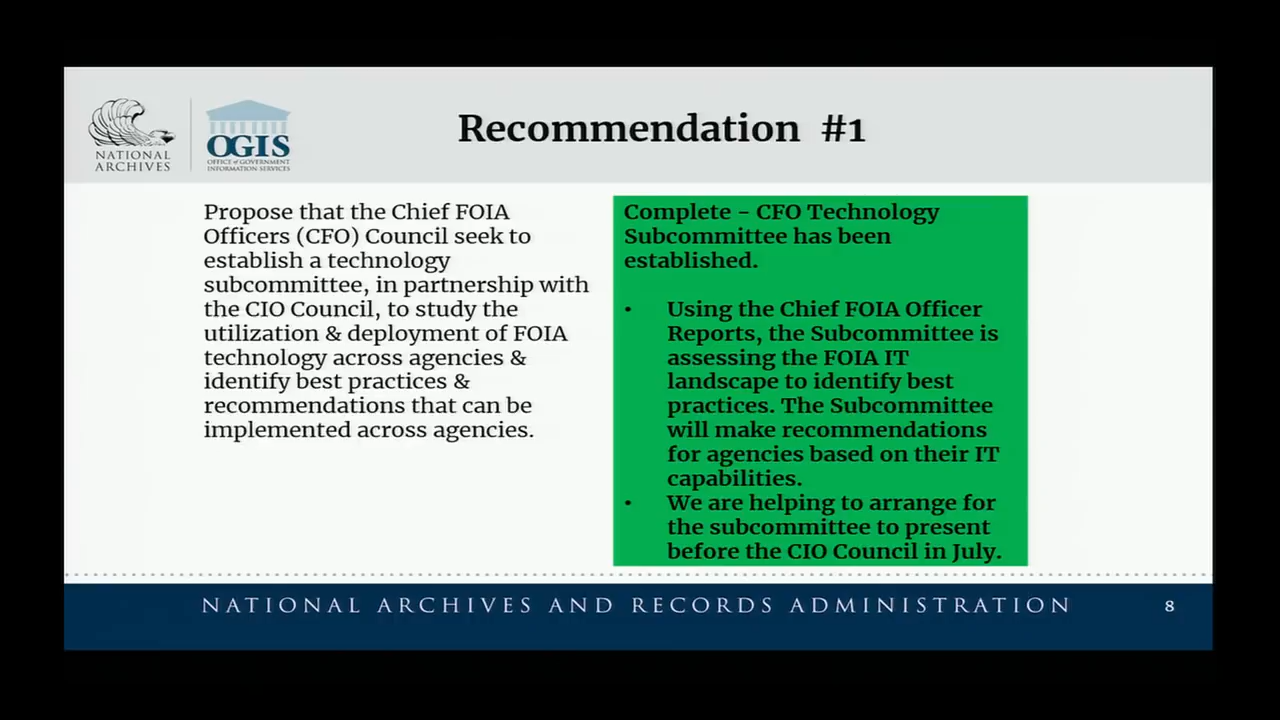 NATIONAL
ARCHIVES
OGIS
OFFICE of GOVERNMENT
INFORMATION SERVICES
Recommendation #1
Propose that the Chief FOIA
Officers (CFO) Council seek to
establish a technology
subcommittee, in partnership with
the CIO Council, to study the
utilization & deployment of FOIA
technology across agencies &
identify best practices &
recommendations that can be
implemented across agencies.
Complete - CFO Technology
Subcommittee has been
established.
• Using the Chief FOIA Officer
Reports, the Subcommittee is
assessing the FOIA IT
landscape to identify best
practices. The Subcommittee
will make recommendations
for agencies based on their IT
capabilities.
• We are helping to arrange for
the subcommittee to present
before the CIO Council in July.
NATIONAL ARCHIVES AND RECORDS ADMINISTRATION
8